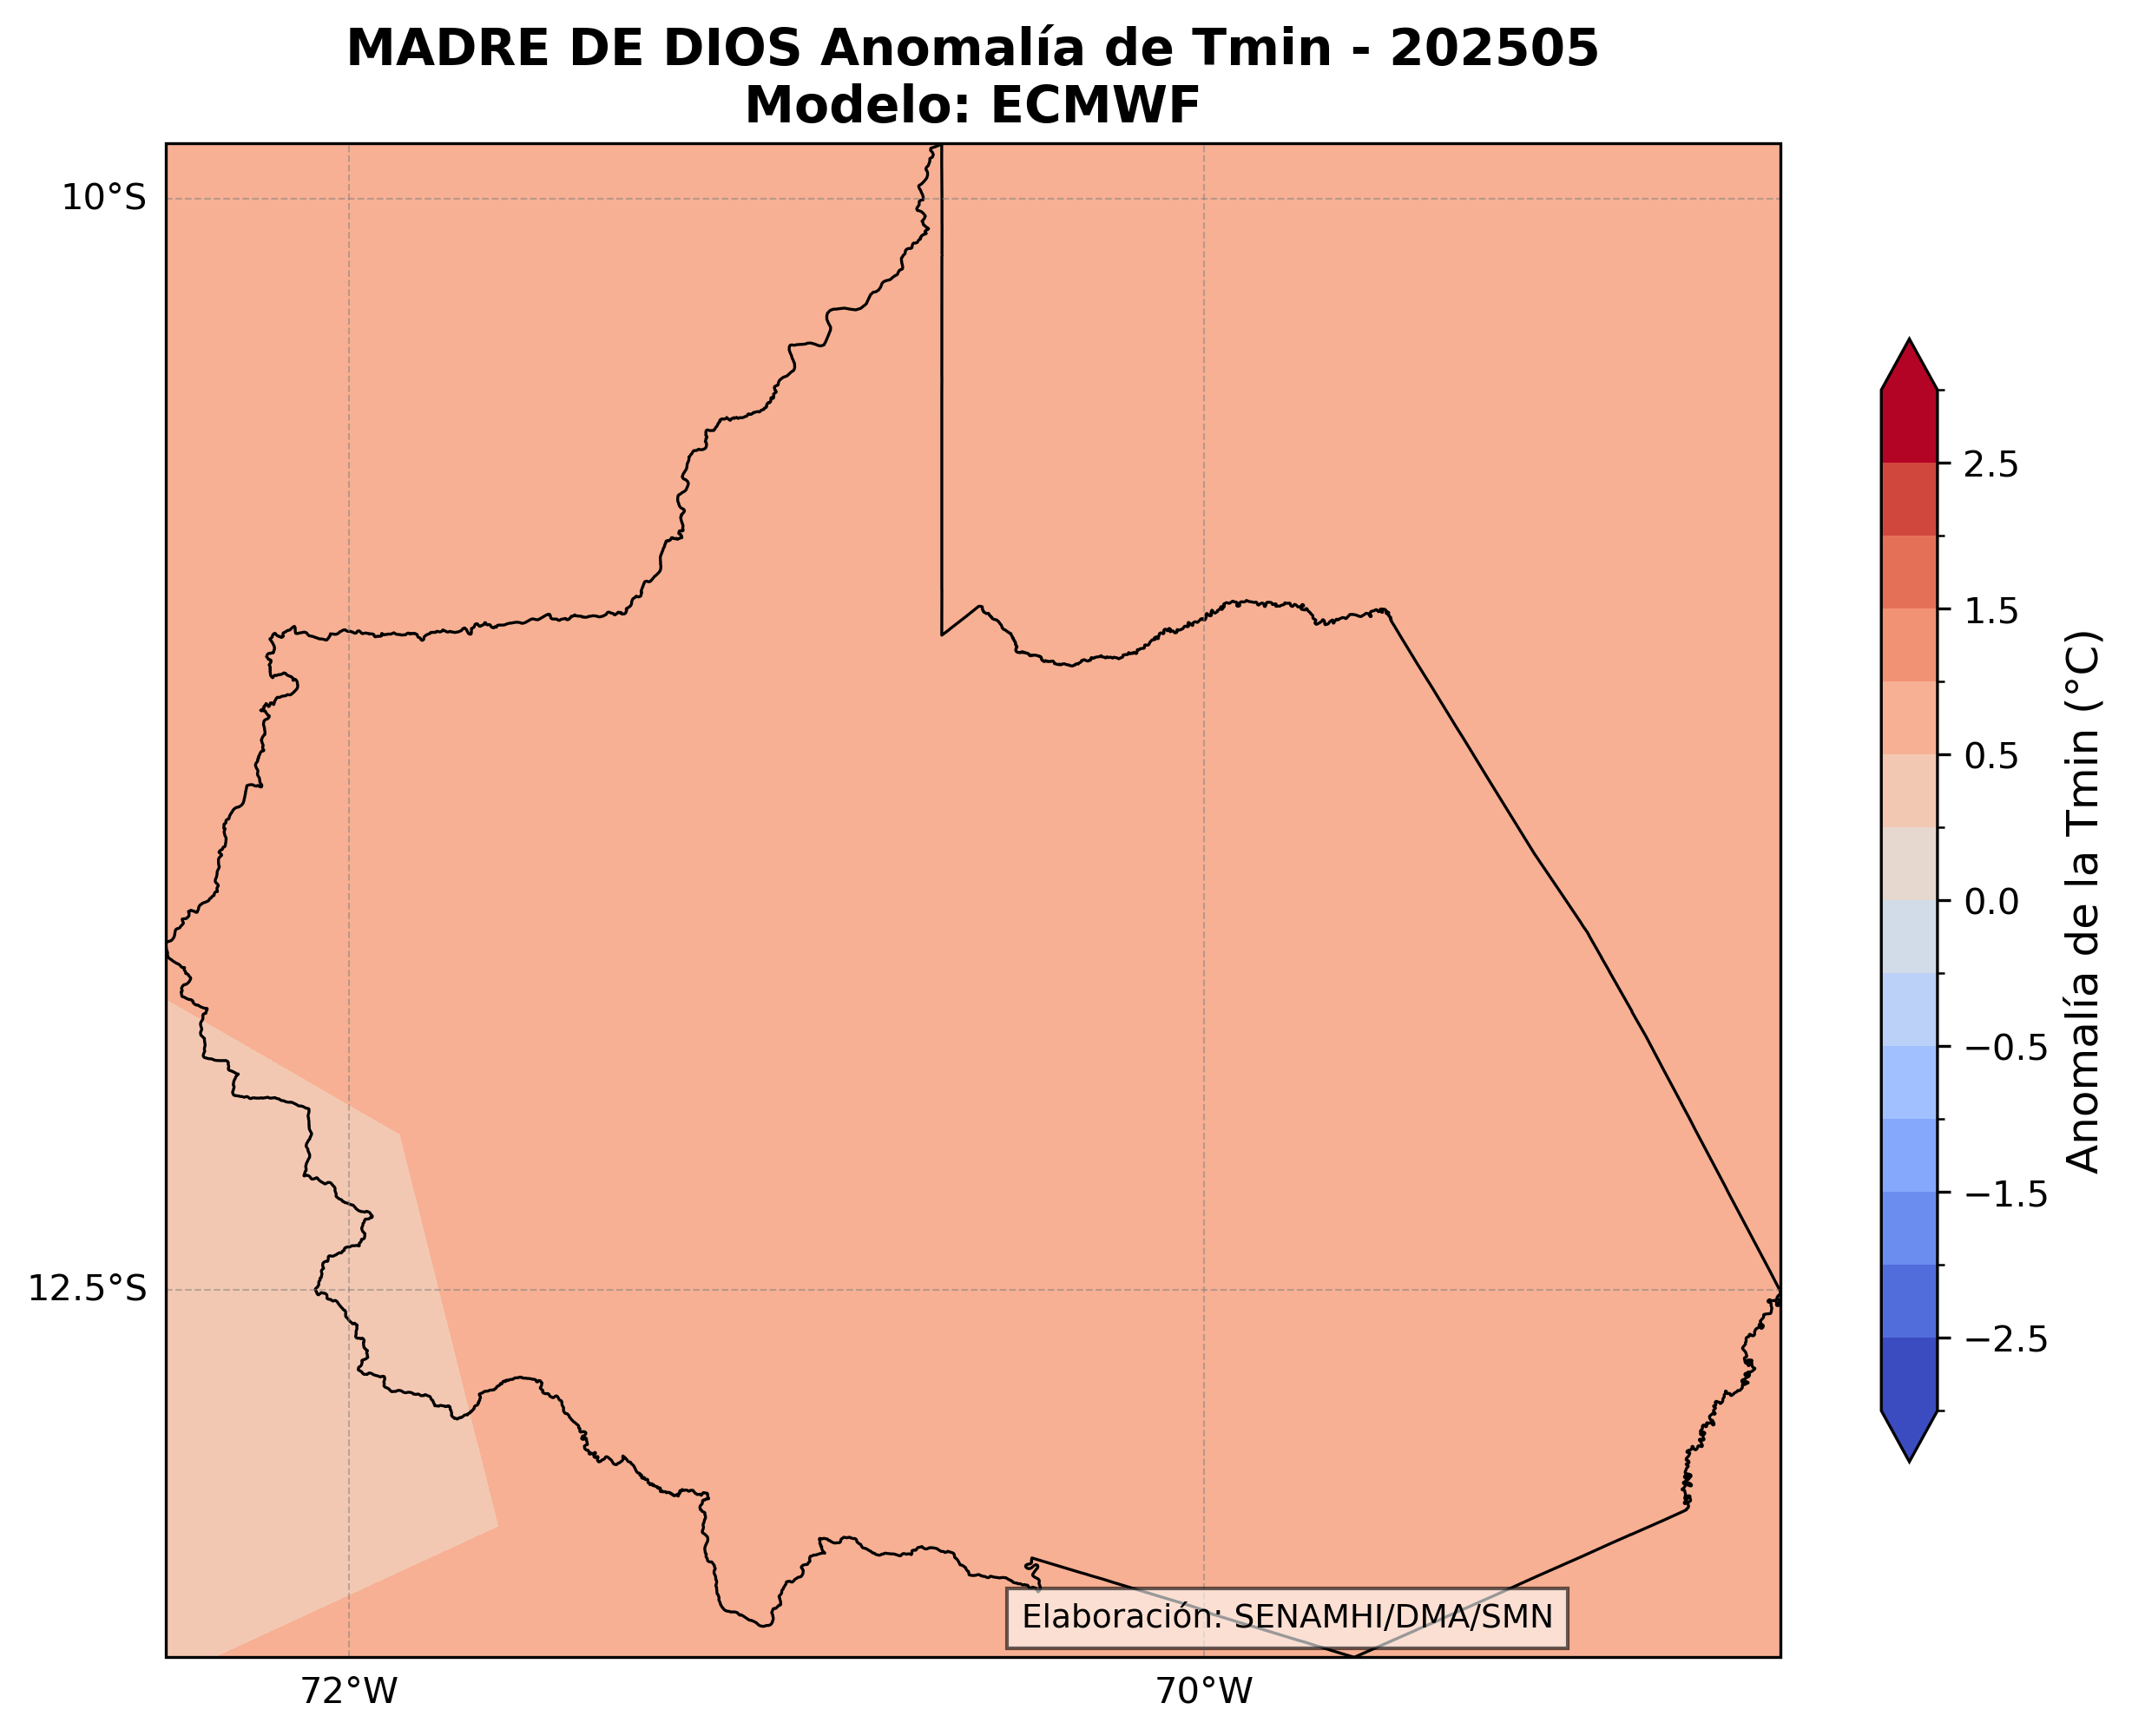 MADRE DE DIOS Anomalía de Tmin - 202505
Modelo: ECMWF
10°S
12.5°S
72°W
70°W
Elaboración: SENAMHI/DMA/SMN
2.5
1.5
0.5
0.0
−0.5
−1.5
−2.5
Anomalía de la Tmin (°C)